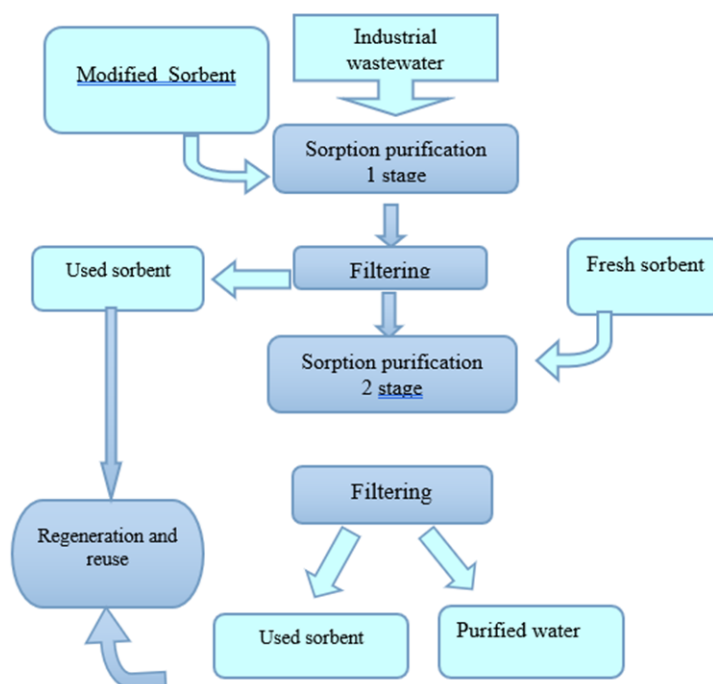 Industrial
wastewater
Modified Sorbent
Sorption purification
1 stage
Used sorbent
Filtering
Fresh sorbent
Sorption purification
2 stage
Filtering
Regeneration and
reuse
Used sorbent
Purified water